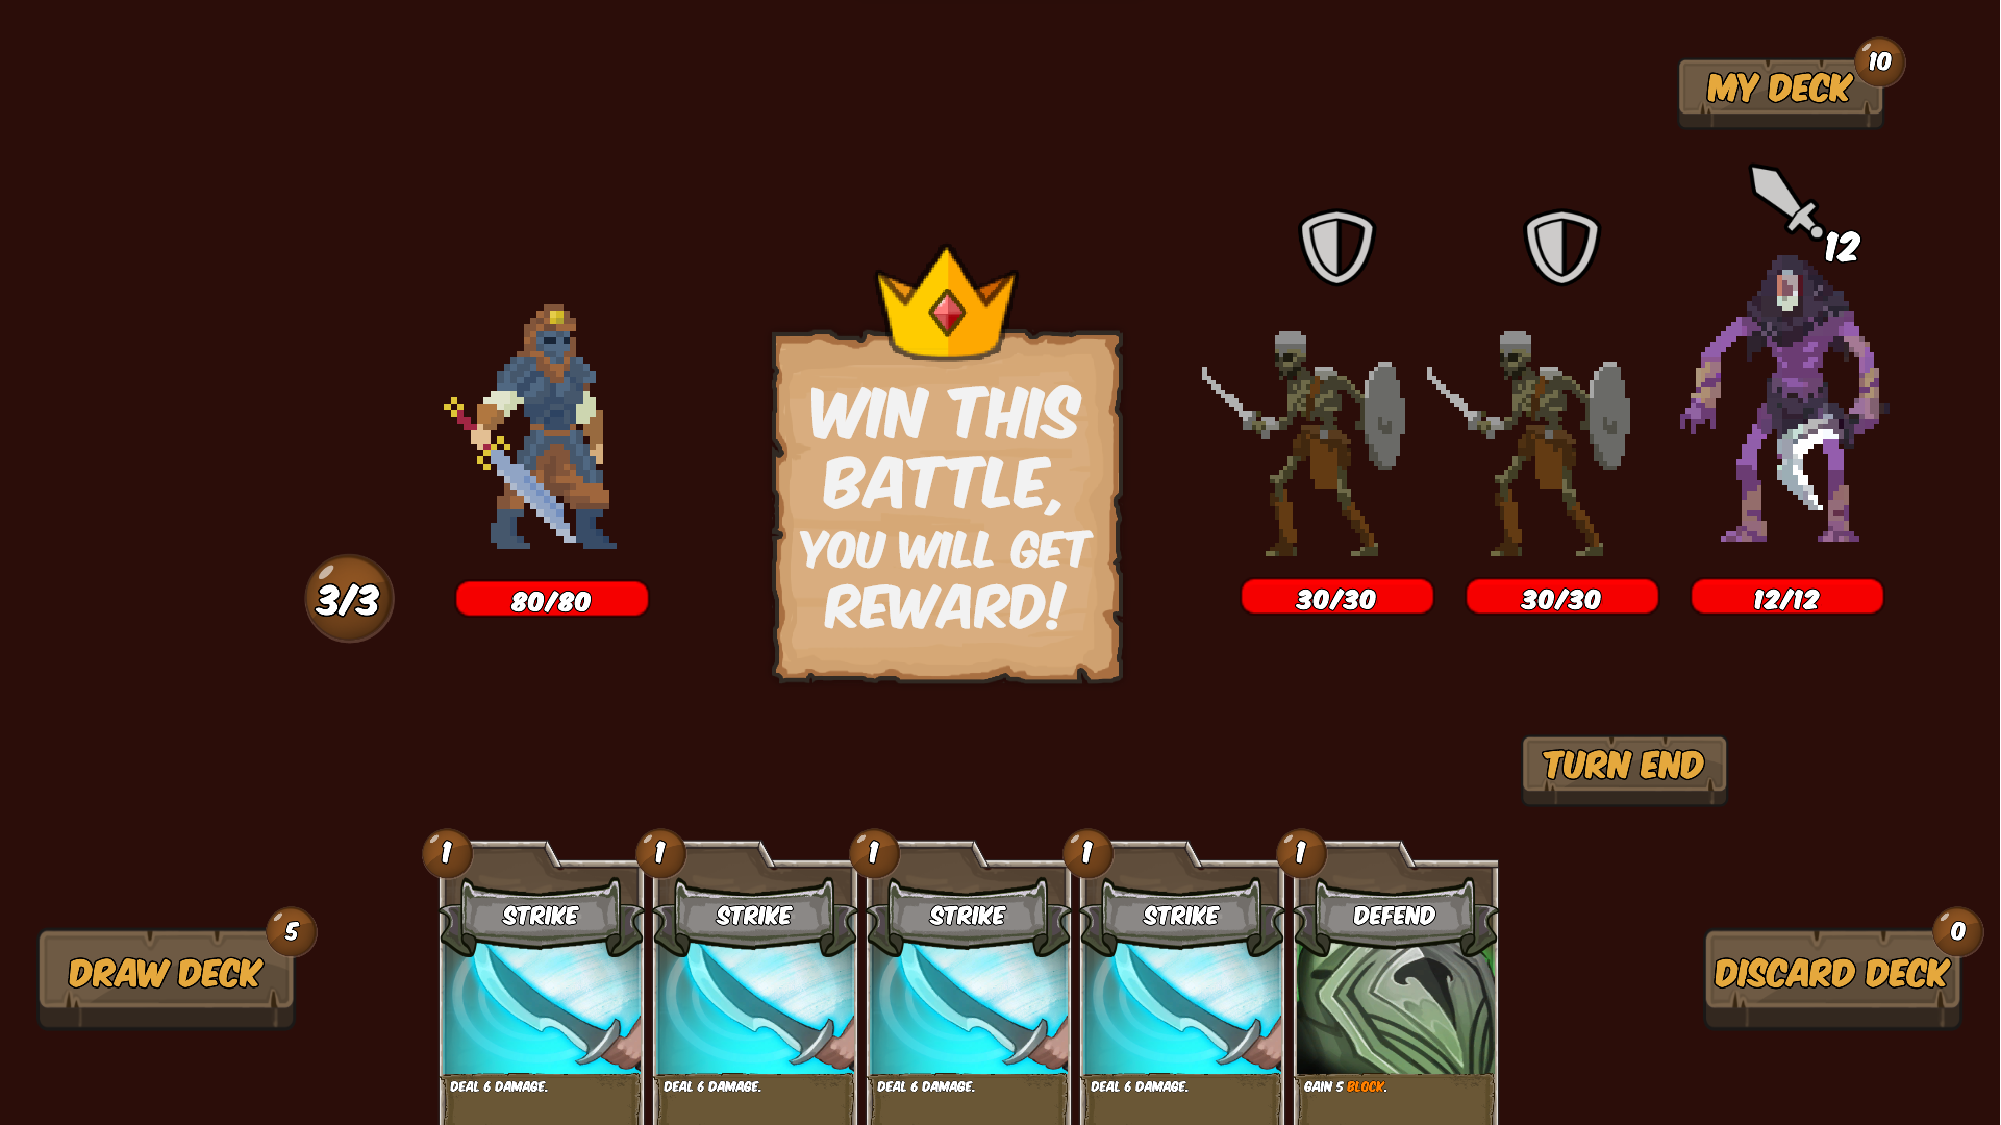 10
MY DECK
12
WIN THIS
BATTLE,
YOU WILL GET
REWARD!
3/3
80/80
30/30
30/30
12/12
TURN END
1
1
1
1
1
STRIKE
STRIKE
STRIKE
STRIKE
DEFEND
5
DRAW DECK
0
DISCARD DECK
DEAL 6 DAMAGE.
DEAL 6 DAMAGE.
DEAL 6 DAMAGE.
DEAL 6 DAMAGE.
GAIN 5 BLOCK.